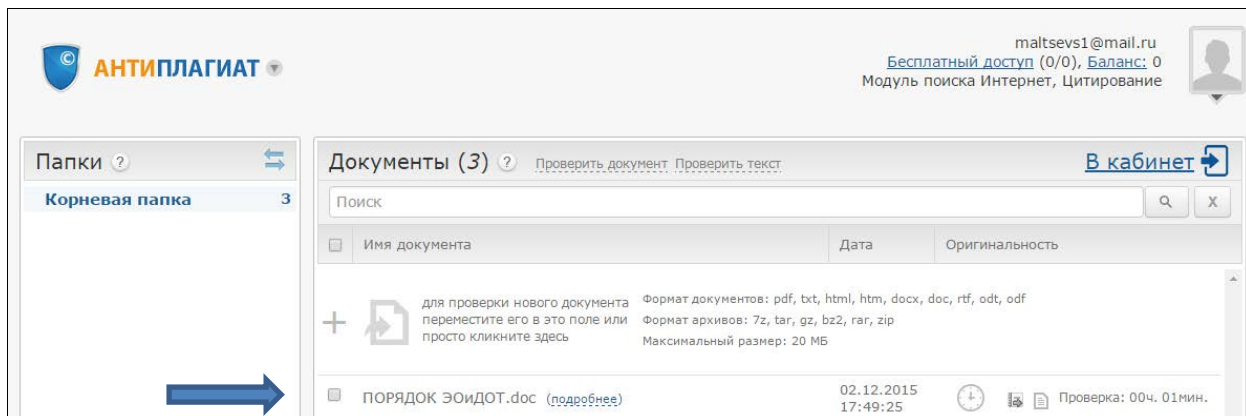 ©
АНТИПЛАГИАТ
maltsevs1@mail.ru
Бесплатный доступ (0/0), Баланс: 0
Модуль поиска Интернет, Цитирование
Папки ?
Корневая папка 3
Документы (3) ? Проверить документ Проверить текст В кабинет
Поиск X
Имя документа Дата Оригинальность
для проверки нового документа
переместите его в это поле или
просто кликните здесь
Формат документов: pdf, txt, html, htm, docx, doc, rtf, odt, odf
Формат архивов: 7z, tar, gz, bz2, rar, zip
Максимальный размер: 20 МБ
ПОРЯДОК ЭОиДОТ.doc (подробнее)
02.12.2015
17:49:25
Проверка: 00ч. 01мин.